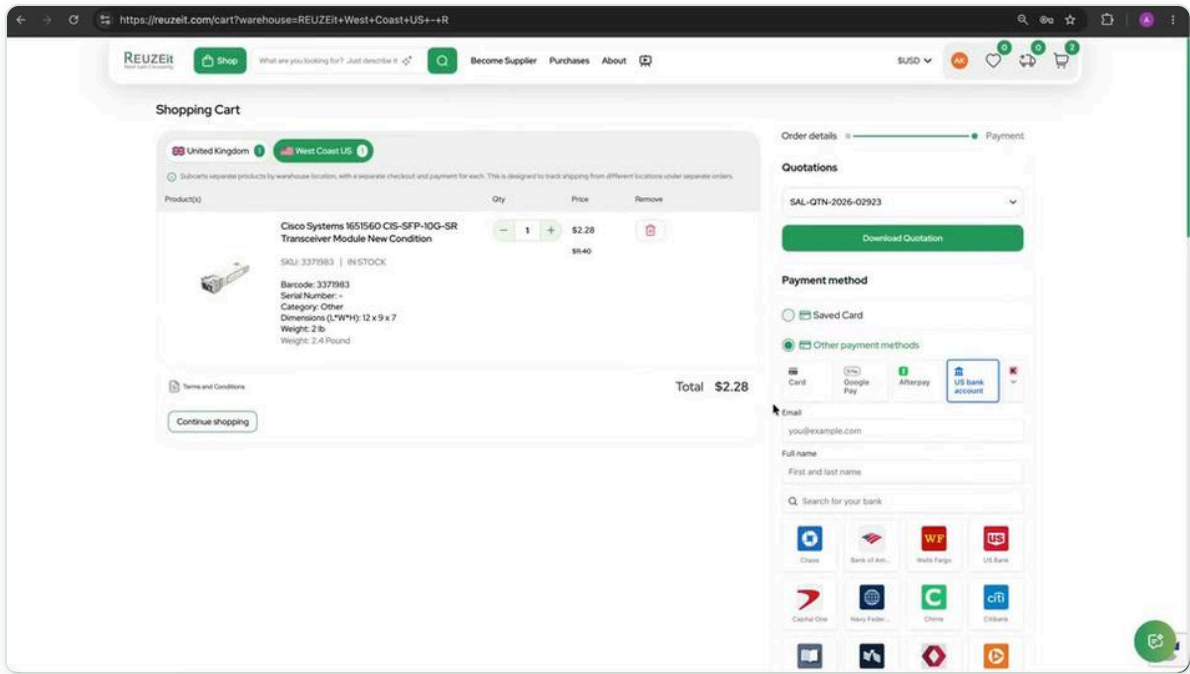 https://reuzeit.com/cart?warehouse=REUZEit+West+Coast+US+-+R
REUZEit
Shop
What are you looking for? Just describe it
Become Supplier
Purchases
About
$USD
AK
0
0
2
Shopping Cart
United Kingdom 1
West Coast US 1
Subcarts separate products by warehouse location, with a separate checkout and payment for each. This is designed to track shipping from different locations under separate orders.
Product(s)
Qty
Price
Remove
Cisco Systems 1651560 CIS-SFP-10G-SR
Transceiver Module New Condition
SKU: 3371983 | IN STOCK
Barcode: 3371983
Serial Number: -
Category: Other
Dimensions (L*W*H): 12 x 9 x 7
Weight: 2 lb
Weight: 2.4 Pound
− 1 +
$2.28
$11.40
Terms and Conditions
Total $2.28
Continue shopping
Order details
Payment
Quotations
SAL-QTN-2026-02923
Download Quotation
Payment method
Saved Card
Other payment methods
Card
Google
Pay
Afterpay
US bank
account
K
Email
you@example.com
Full name
First and last name
Search for your bank
Chase
Bank of Am...
WF
Wells Fargo
US
US Bank
Capital One
Navy Feder...
C
Chime
citi
Citibank